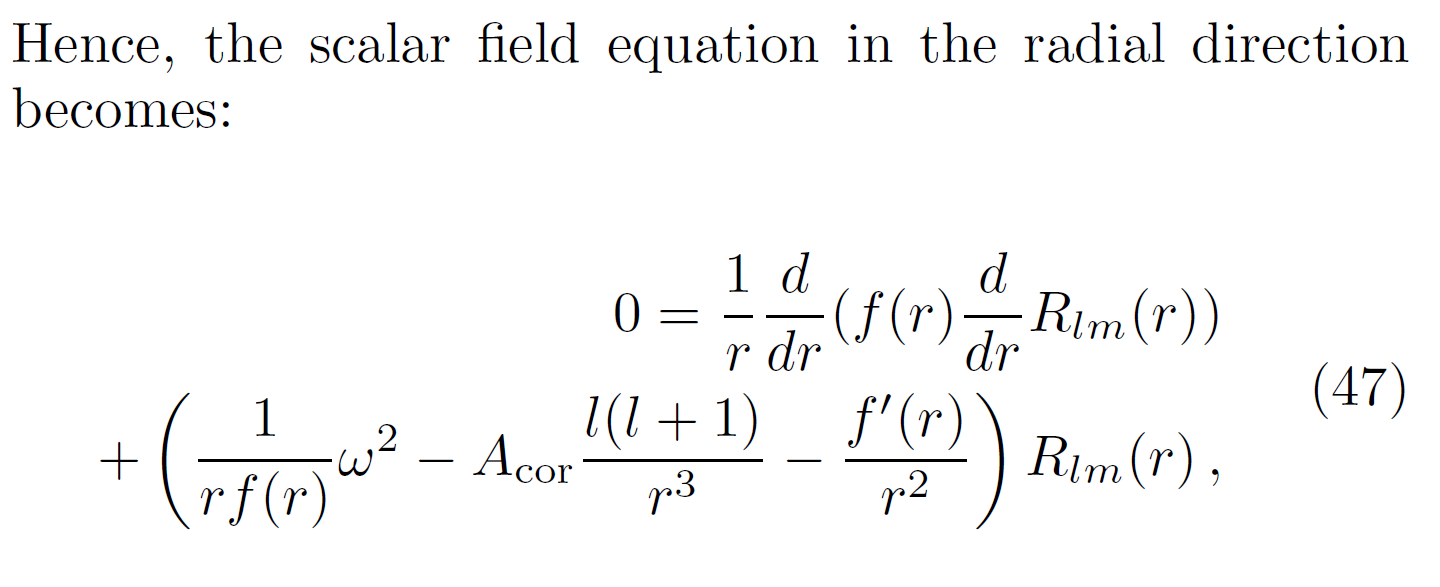 Hence, the scalar field equation in the radial direction
becomes:
0 = \frac{1}{r}\frac{d}{dr}(f(r)\frac{d}{dr}R_{lm}(r))
+ \left( \frac{1}{rf(r)}\omega^2 - A_{\text{cor}}\frac{l(l+1)}{r^3} - \frac{f'(r)}{r^2} \right) R_{lm}(r) ,
(47)